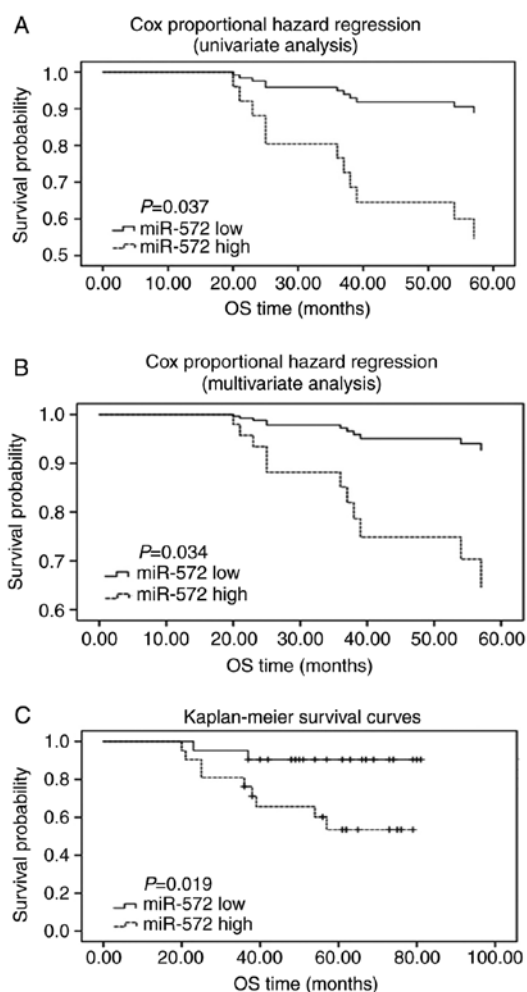 A
Cox proportional hazard regression
(univariate analysis)
Survival probability
1.0
0.9
0.8
0.7
0.6
0.5
P=0.037
miR-572 low
miR-572 high
0.00 10.00 20.00 30.00 40.00 50.00 60.00
OS time (months)
B
Cox proportional hazard regression
(multivariate analysis)
Survival probability
1.0
0.9
0.8
0.7
0.6
P=0.034
miR-572 low
miR-572 high
0.00 10.00 20.00 30.00 40.00 50.00 60.00
OS time (months)
C
Kaplan-meier survival curves
Survival probability
1.0
0.8
0.6
0.4
0.2
0.0
P=0.019
miR-572 low
miR-572 high
0.00 20.00 40.00 60.00 80.00 100.00
OS time (months)